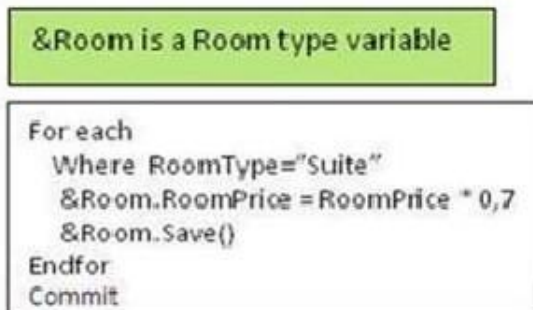 &Room is a Room type variable
For each
Where RoomType="Suite"
&Room.RoomPrice = RoomPrice * 0,7
&Room.Save()
Endfor
Commit